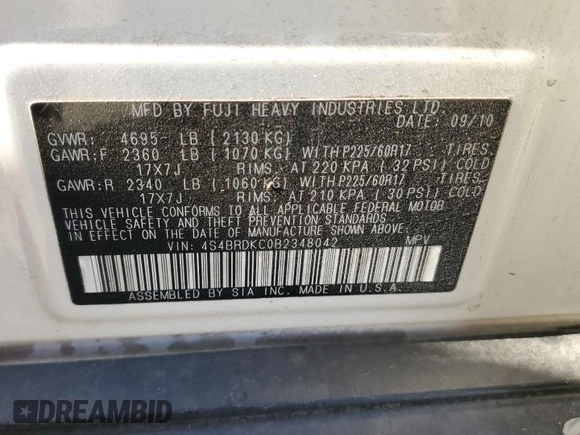 MFD BY FUJI HEAVY INDUSTRIES LTD.
DATE: 09/10
GVWR: 4695 LB (2130 KG)
GAWR:F 2360 LB (1070 KG) WITH P225/60R17 TIRES
17X7J RIMS, AT 220 KPA (32 PSI) COLD
GAWR:R 2340 LB (1060 KG) WITH P225/60R17 TIRES
17X7J RIMS, AT 210 KPA (30 PSI) COLD
THIS VEHICLE CONFORMS TO ALL APPLICABLE FEDERAL MOTOR
VEHICLE SAFETY AND THEFT PREVENTION STANDARDS
IN EFFECT ON THE DATE OF MANUFACTURE SHOWN ABOVE.
VIN: 4S4BRDKC0B2348042 MPV
ASSEMBLED BY SIA INC. MADE IN U.S.A.
DREAMBID